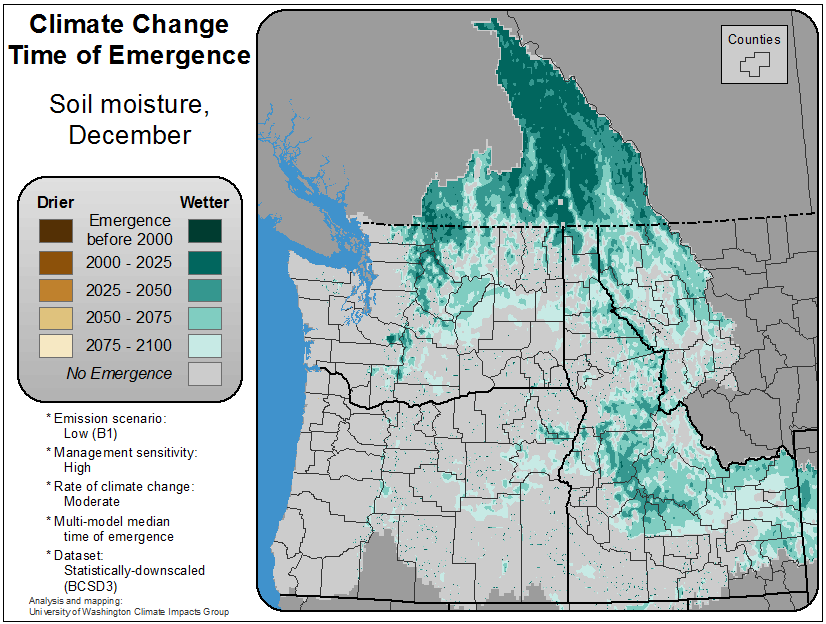 Climate Change
Time of Emergence
Soil moisture,
December
Counties
Drier
Wetter
Emergence
before 2000
2000 - 2025
2025 - 2050
2050 - 2075
2075 - 2100
No Emergence
* Emission scenario:
Low (B1)
* Management sensitivity:
High
* Rate of climate change:
Moderate
* Multi-model median
time of emergence
* Dataset:
Statistically-downscaled
(BCSD3)
Analysis and mapping:
University of Washington Climate Impacts Group